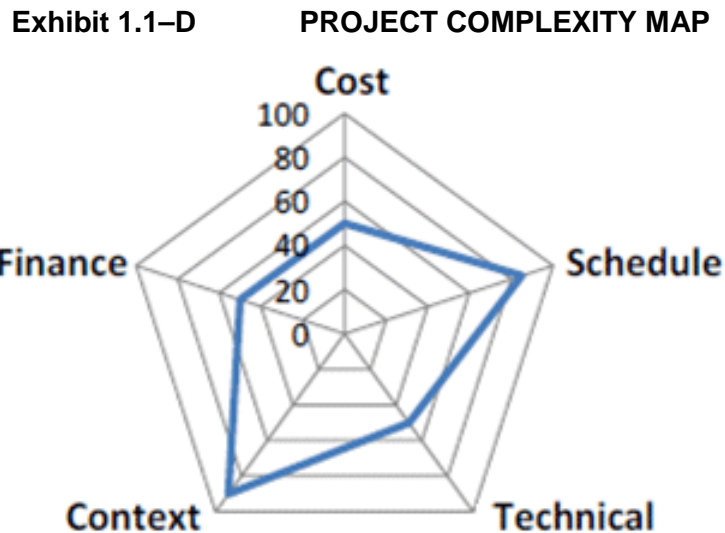 Exhibit 1.1–D PROJECT COMPLEXITY MAP
Cost
100
80
60
40
20
0
Finance
Schedule
Context
Technical